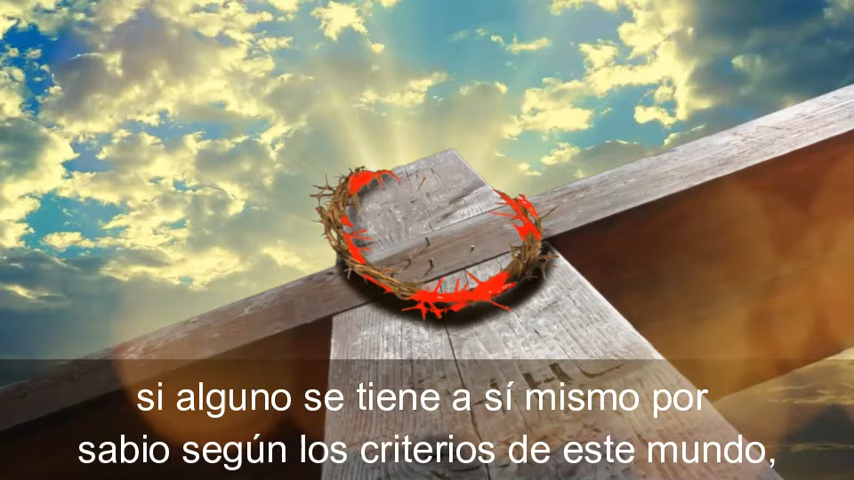 si alguno se tiene a sí mismo por
sabio según los criterios de este mundo,